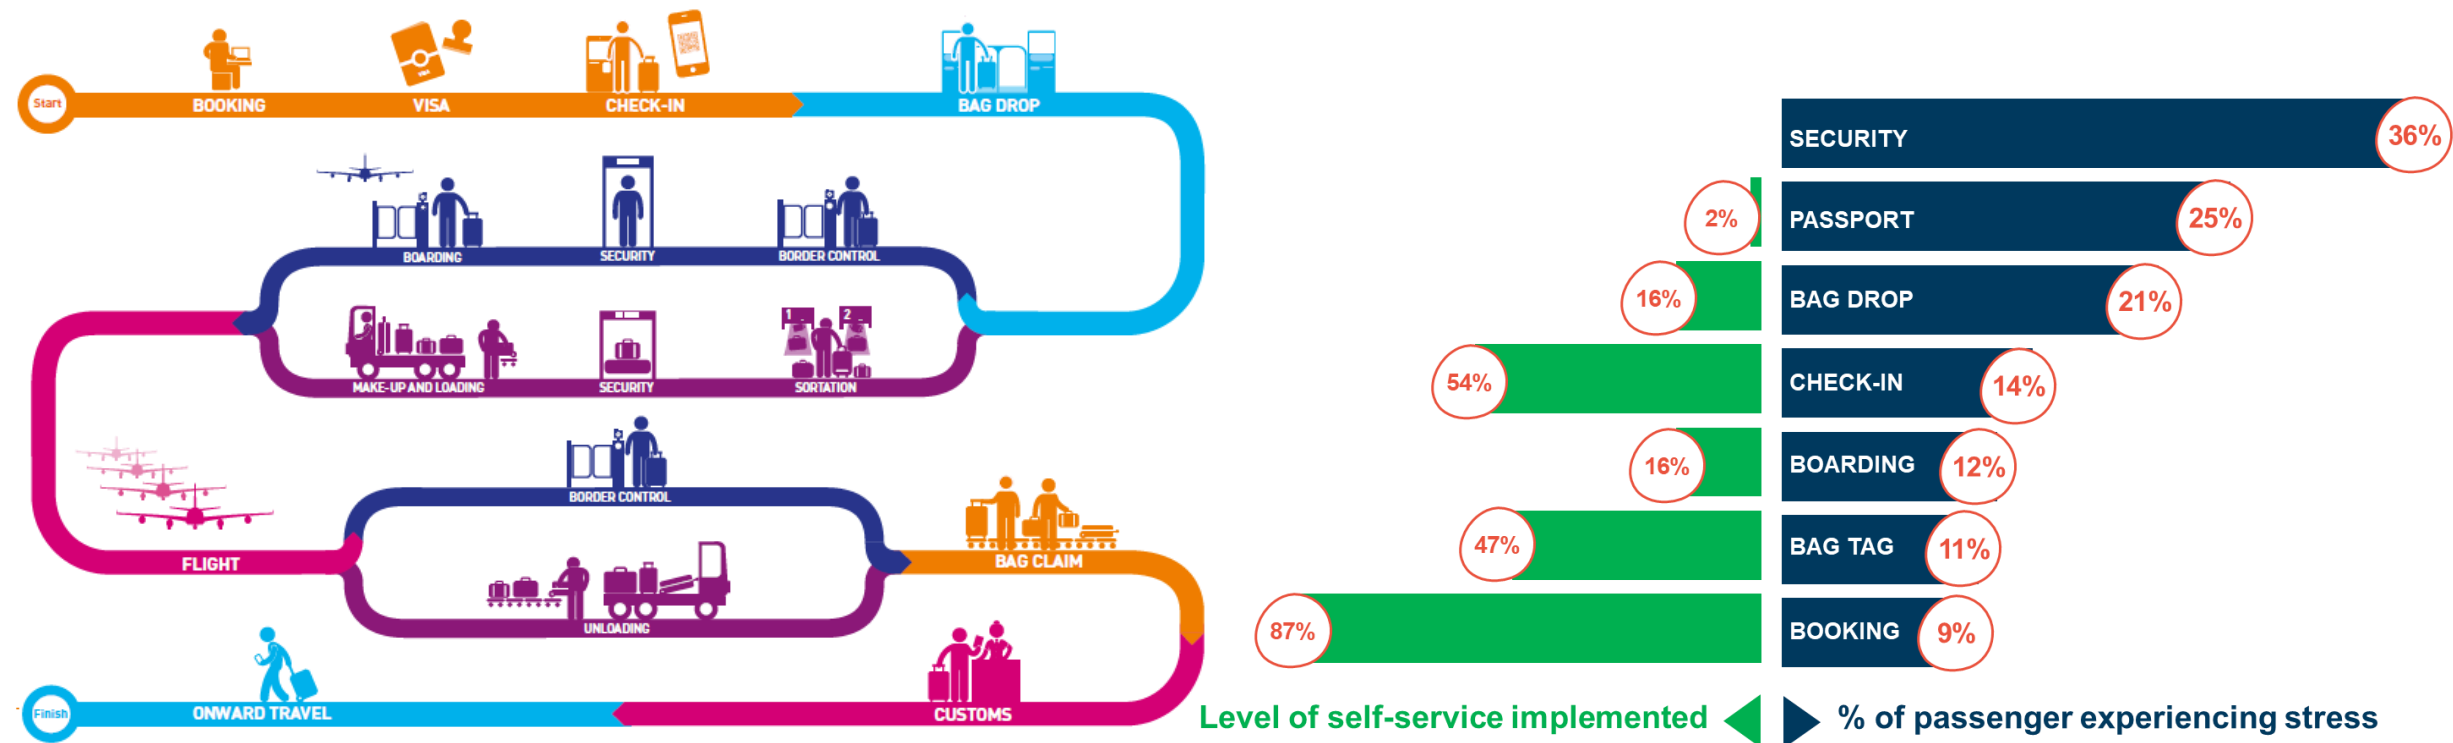 Start
BOOKING
VISA
CHECK-IN
BAG DROP
BOARDING
SECURITY
BORDER CONTROL
1
2
MAKE-UP AND LOADING
SECURITY
SORTATION
BORDER CONTROL
FLIGHT
BAG CLAIM
UNLOADING
Finish
ONWARD TRAVEL
CUSTOMS
SECURITY 36%
2% PASSPORT 25%
16% BAG DROP 21%
54% CHECK-IN 14%
16% BOARDING 12%
47% BAG TAG 11%
87% BOOKING 9%
Level of self-service implemented
% of passenger experiencing stress